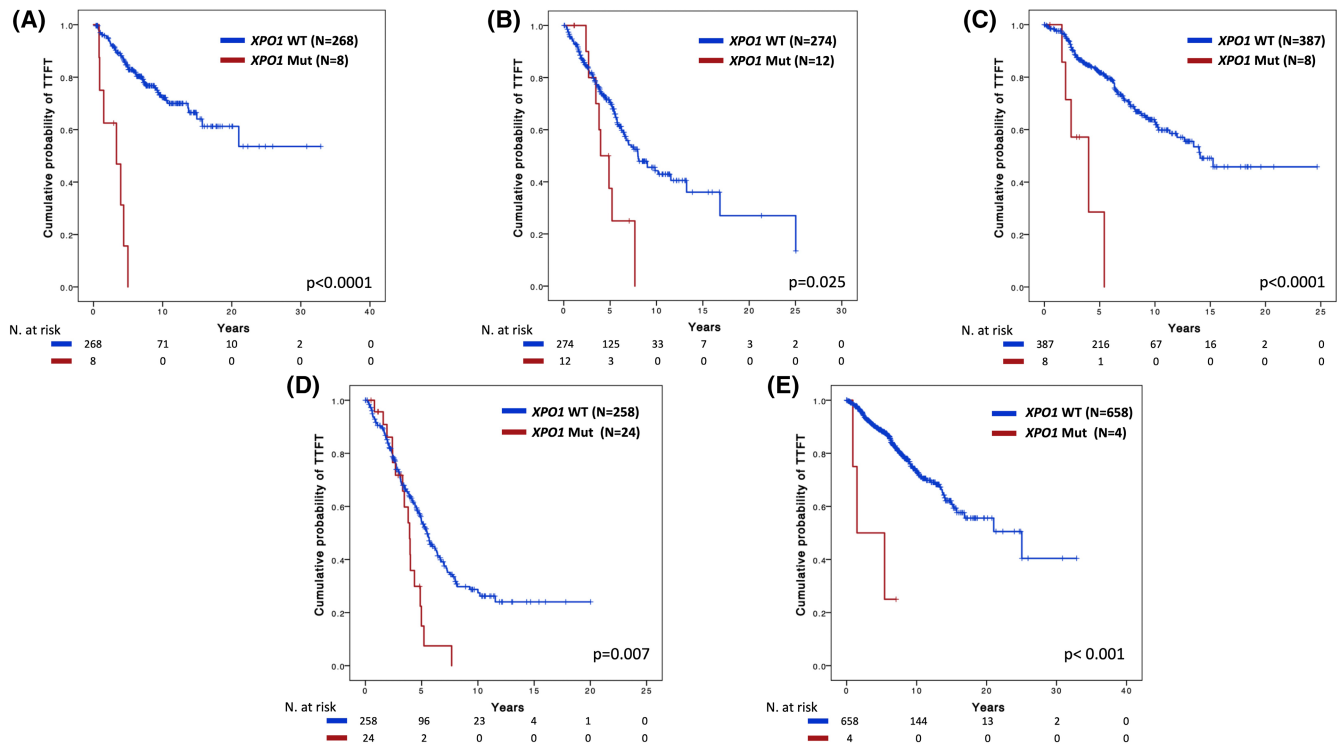 (A)
Cumulative probability of TTFT
1.0
0.8
0.6
0.4
0.2
0.0
XPO1 WT (N=268)
XPO1 Mut (N=8)
p<0.0001
0 10 20 30 40
Years
N. at risk
268 71 10 2 0
8 0 0 0 0
(B)
Cumulative probability of TTFT
1.0
0.8
0.6
0.4
0.2
0.0
XPO1 WT (N=274)
XPO1 Mut (N=12)
p=0.025
0 5 10 15 20 25 30
Years
274 125 33 7 3 2 0
12 3 0 0 0 0 0
(C)
Cumulative probability of TTFT
1.0
0.8
0.6
0.4
0.2
0.0
XPO1 WT (N=387)
XPO1 Mut (N=8)
p<0.0001
0 5 10 15 20 25
Years
N. at risk
387 216 67 16 2 0
8 1 0 0 0 0
(D)
Cumulative probability of TTFT
1.0
0.8
0.6
0.4
0.2
0.0
XPO1 WT (N=258)
XPO1 Mut (N=24)
p=0.007
0 5 10 15 20 25
Years
N. at risk
258 96 23 4 1 0
24 2 0 0 0 0
(E)
Cumulative probability of TTFT
1.0
0.8
0.6
0.4
0.2
0.0
XPO1 WT (N=658)
XPO1 Mut (N=4)
p< 0.001
0 10 20 30 40
Years
N. at risk
658 144 13 2 0
4 0 0 0 0